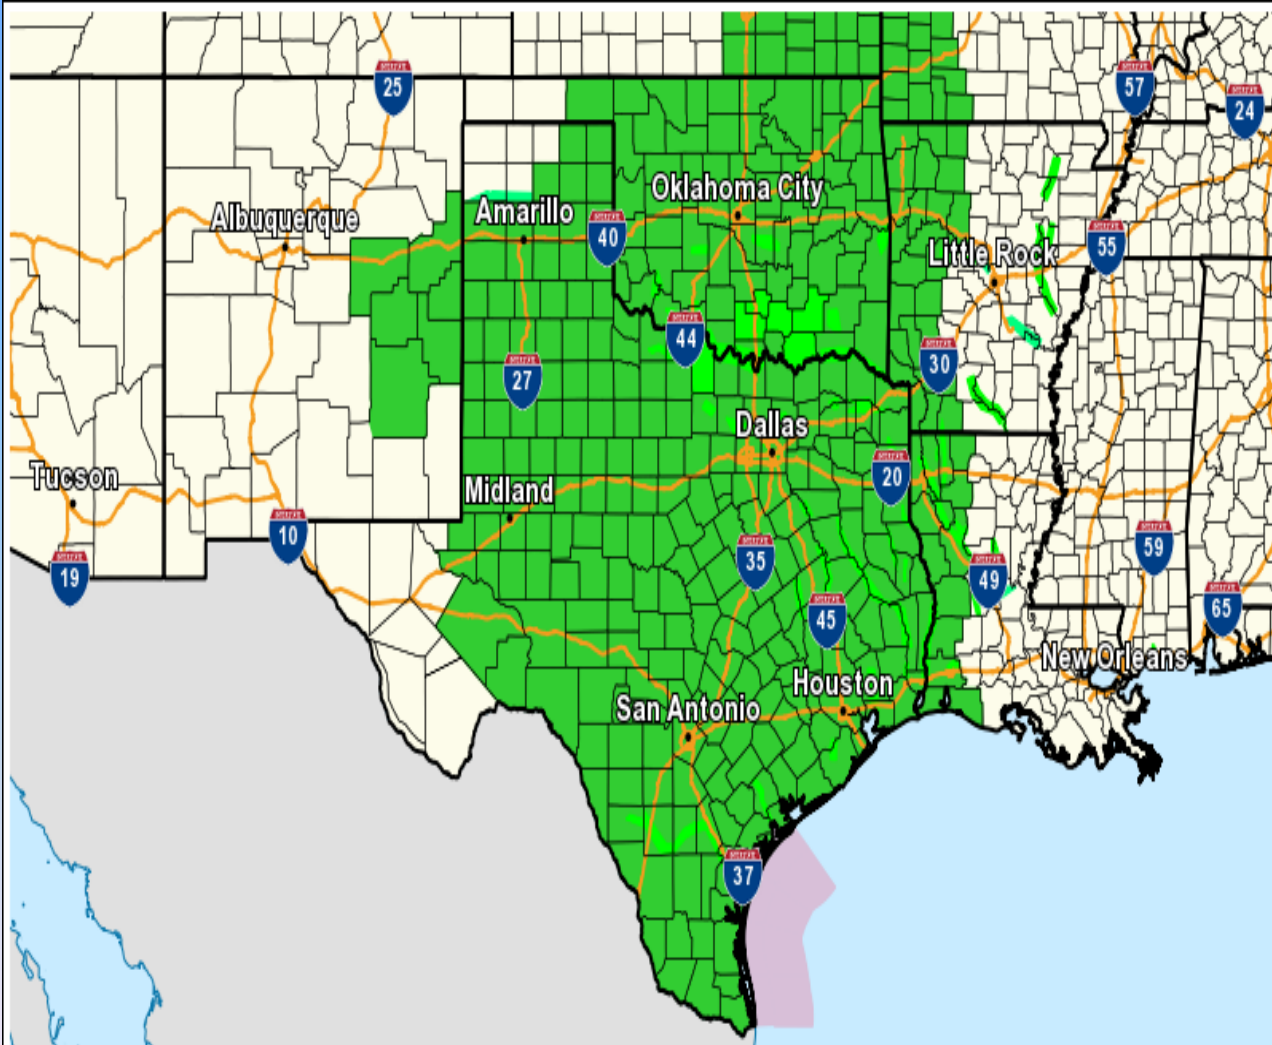 57
25
24
Oklahoma City
Albuquerque
Amarillo
40
55
Little Rock
44
30
27
Dallas
20
Tucson
Midland
10
35
59
19
49
65
45
New Orleans
Houston
San Antonio
37